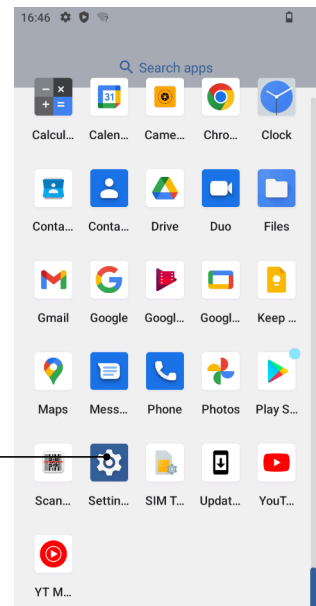 16:46
Search apps
31
Calcul... Calen... Came... Chro... Clock
Conta... Conta... Drive Duo Files
Gmail Google Googl... Googl... Keep ...
Maps Mess... Phone Photos Play S...
Scan... Settin... SIM T... Updat... YouT...
YT M...